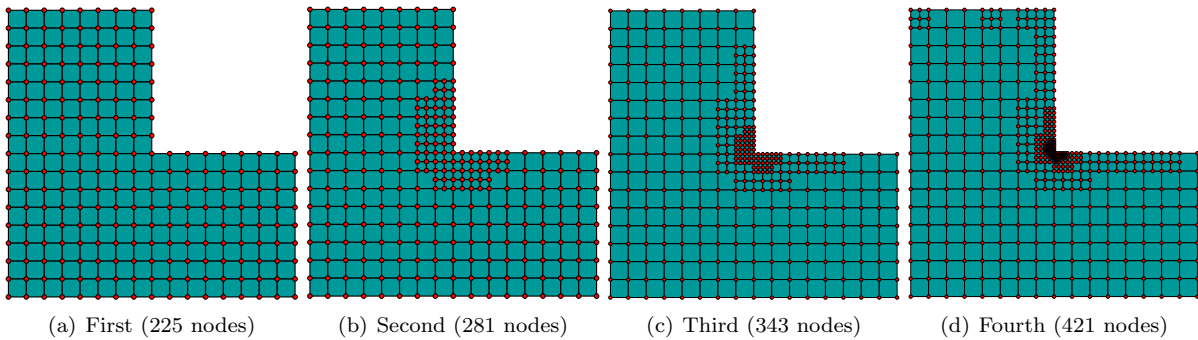 (a) First (225 nodes)
(b) Second (281 nodes)
(c) Third (343 nodes)
(d) Fourth (421 nodes)